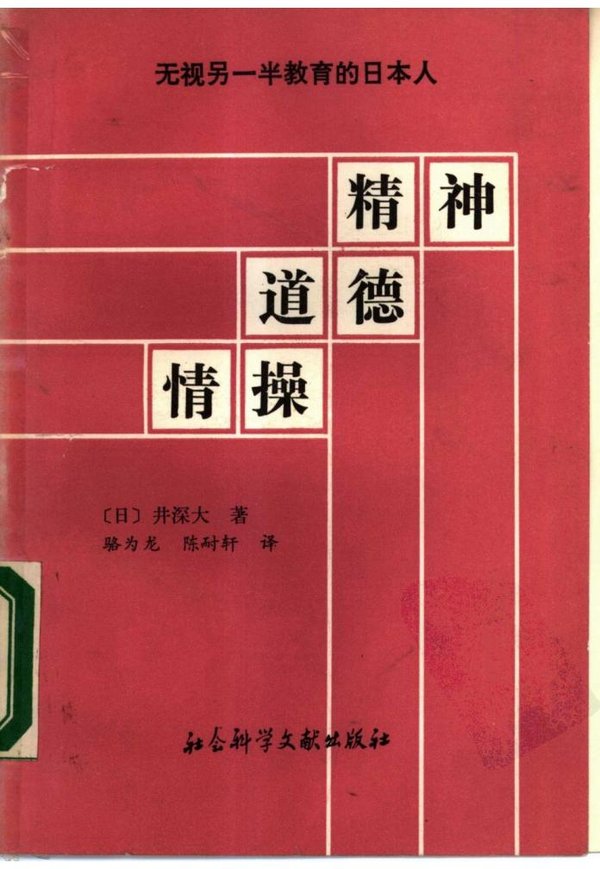 无视另一半教育的日本人
精神
道德
情操
〔日〕井深大 著
骆为龙 陈耐轩 译
社会科学文献出版社